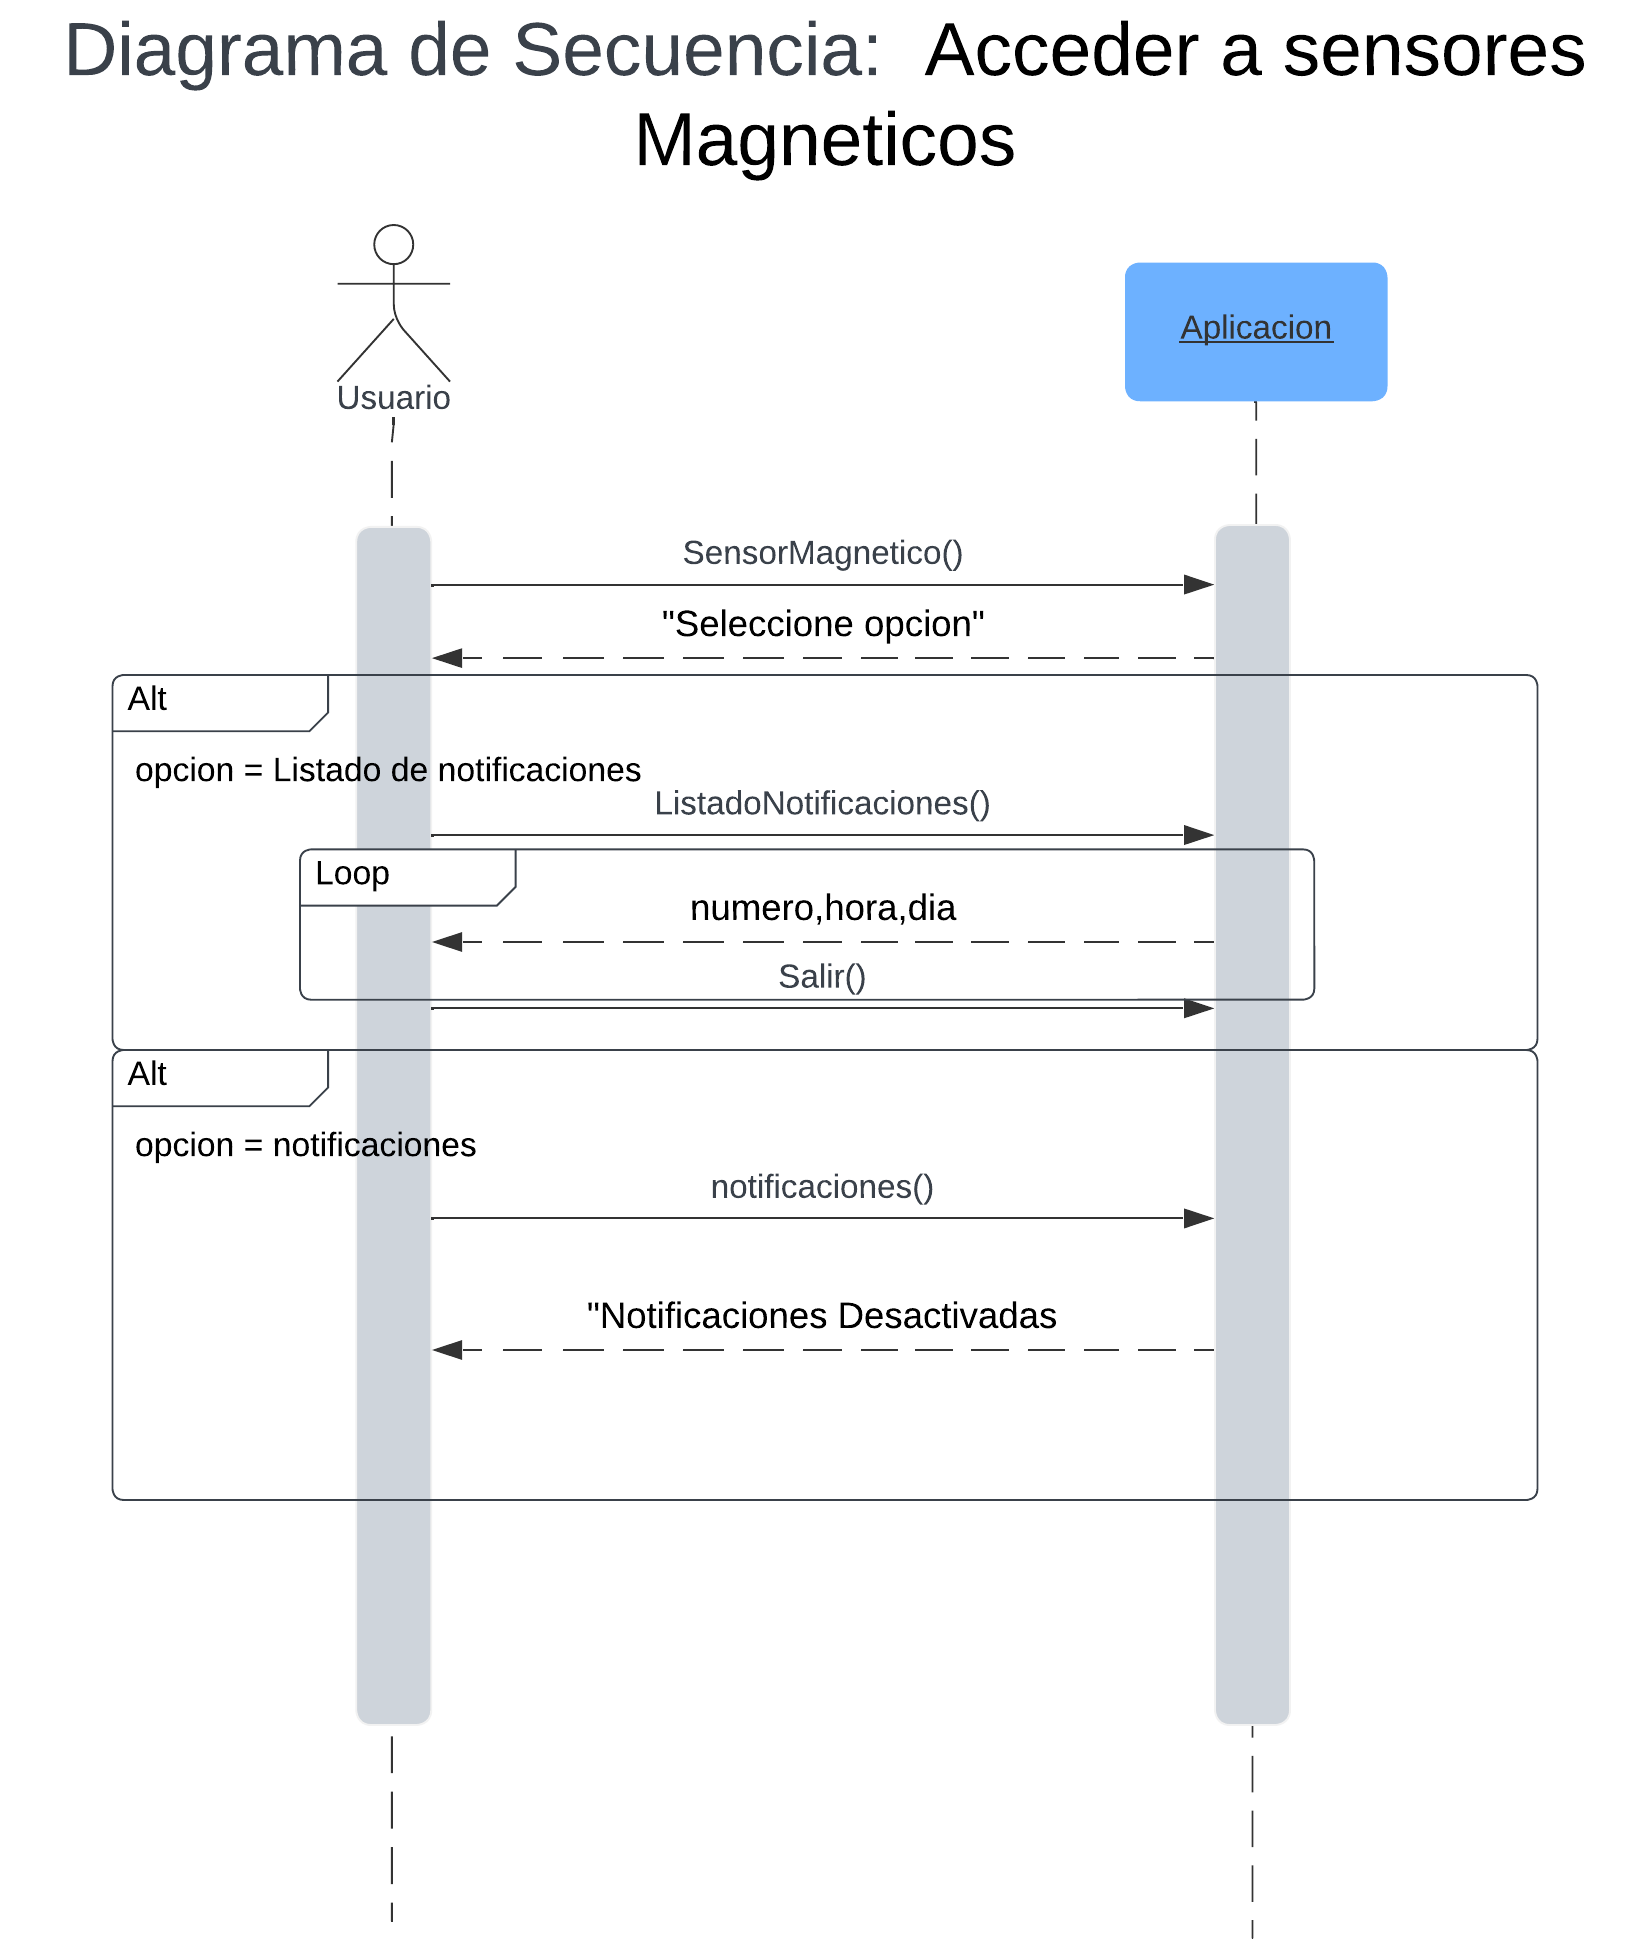 Diagrama de Secuencia: Acceder a sensores
Magneticos
Usuario
Aplicacion
SensorMagnetico()
"Seleccione opcion"
Alt
opcion = Listado de notificaciones
ListadoNotificaciones()
Loop
numero,hora,dia
Salir()
Alt
opcion = notificaciones
notificaciones()
"Notificaciones Desactivadas